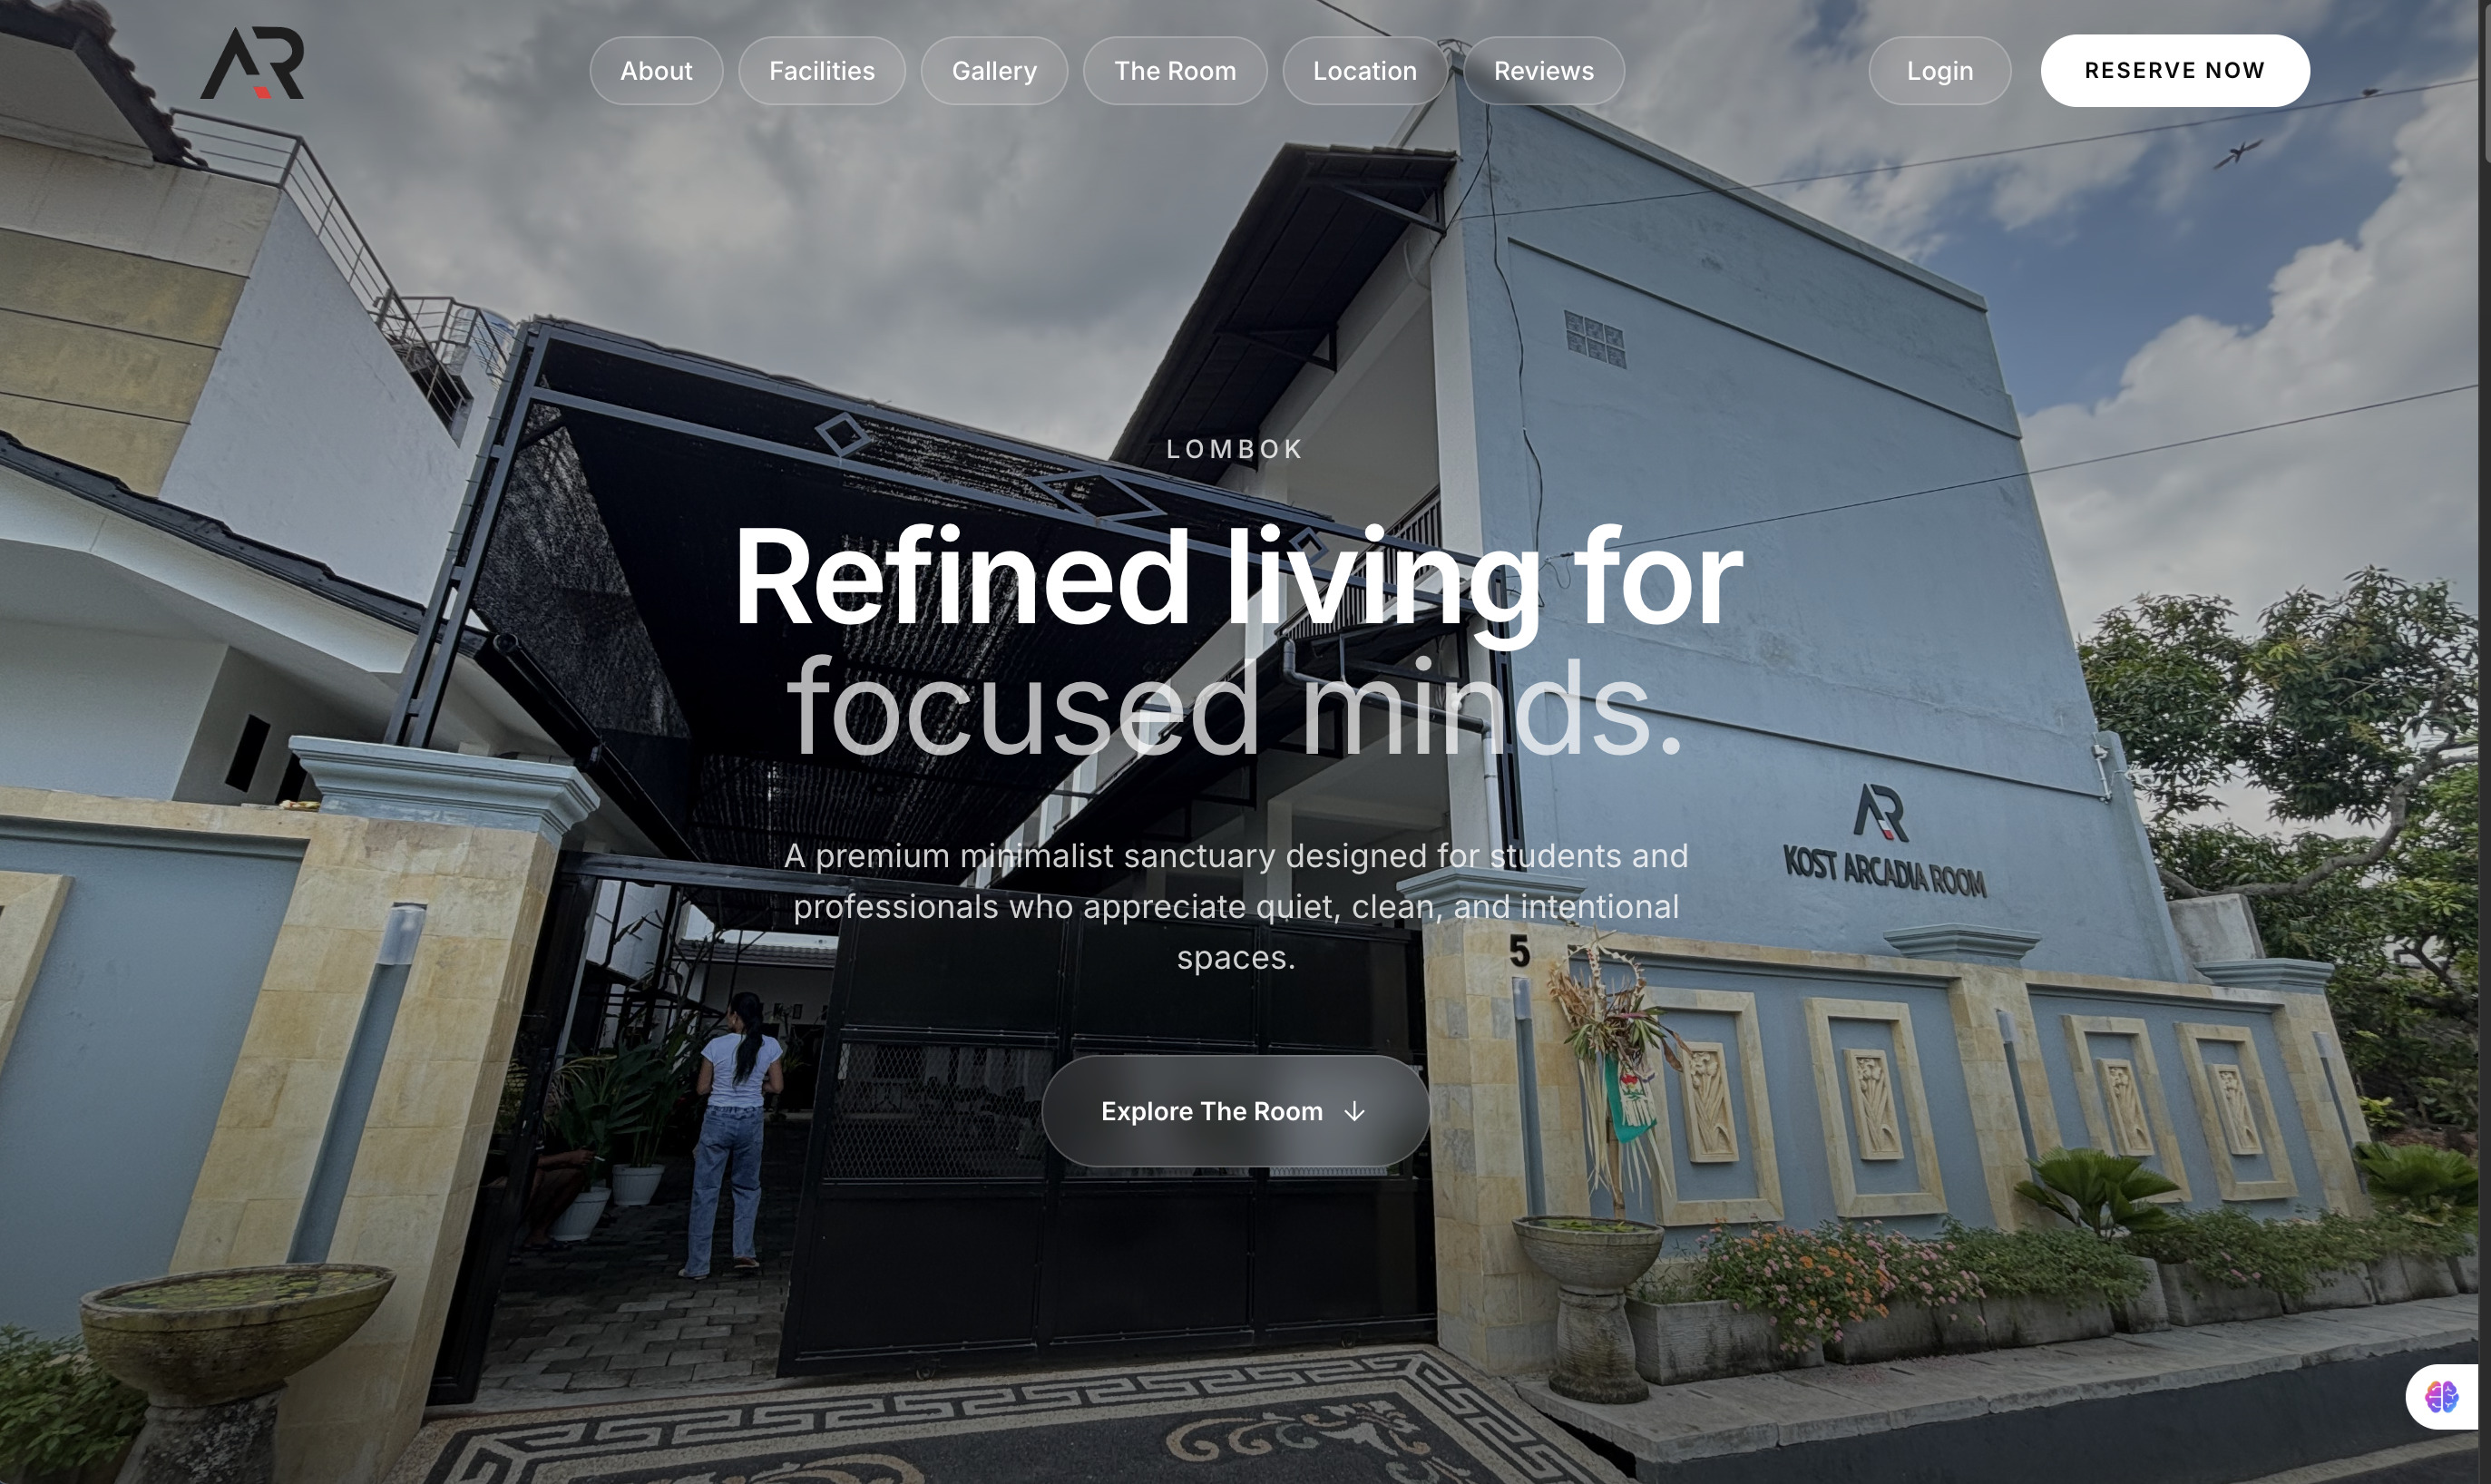 AR
About
Facilities
Gallery
The Room
Location
Reviews
Login
RESERVE NOW
LOMBOK
Refined living for
focused minds.
A premium minimalist sanctuary designed for students and
professionals who appreciate quiet, clean, and intentional
spaces.
Explore The Room ↓
AR
KOST ARCADIA ROOM
5